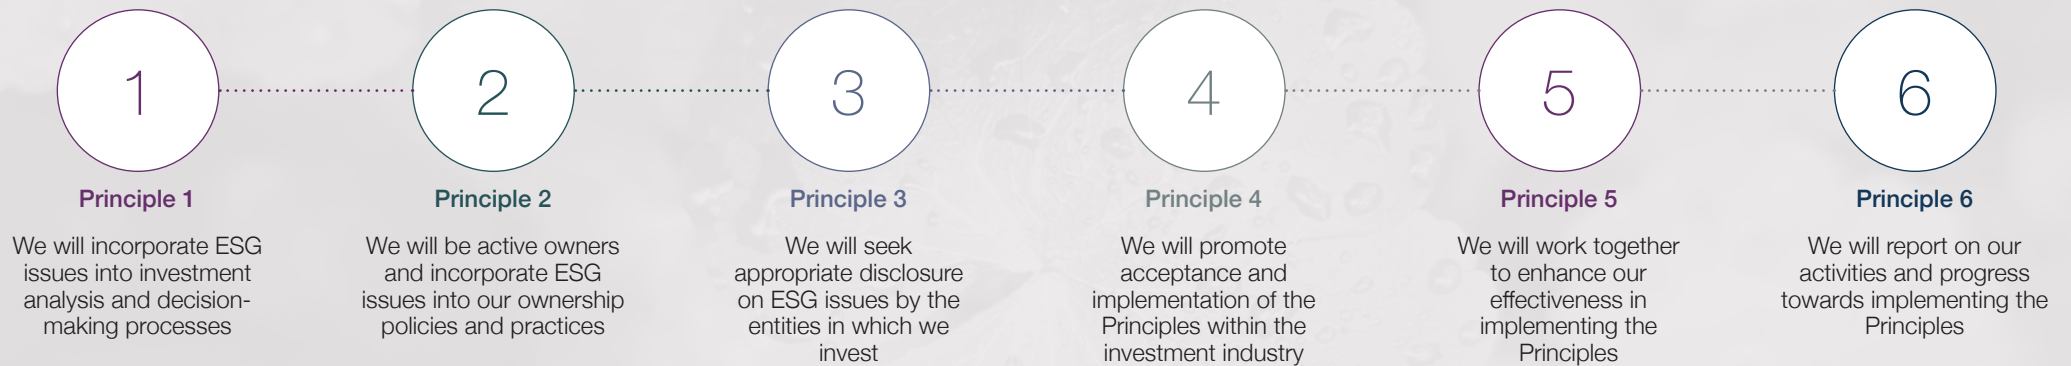 1
Principle 1
We will incorporate ESG
issues into investment
analysis and decision-
making processes
2
Principle 2
We will be active owners
and incorporate ESG
issues into our ownership
policies and practices
3
Principle 3
We will seek
appropriate disclosure
on ESG issues by the
entities in which we
invest
4
Principle 4
We will promote
acceptance and
implementation of the
Principles within the
investment industry
5
Principle 5
We will work together
to enhance our
effectiveness in
implementing the
Principles
6
Principle 6
We will report on our
activities and progress
towards implementing the
Principles